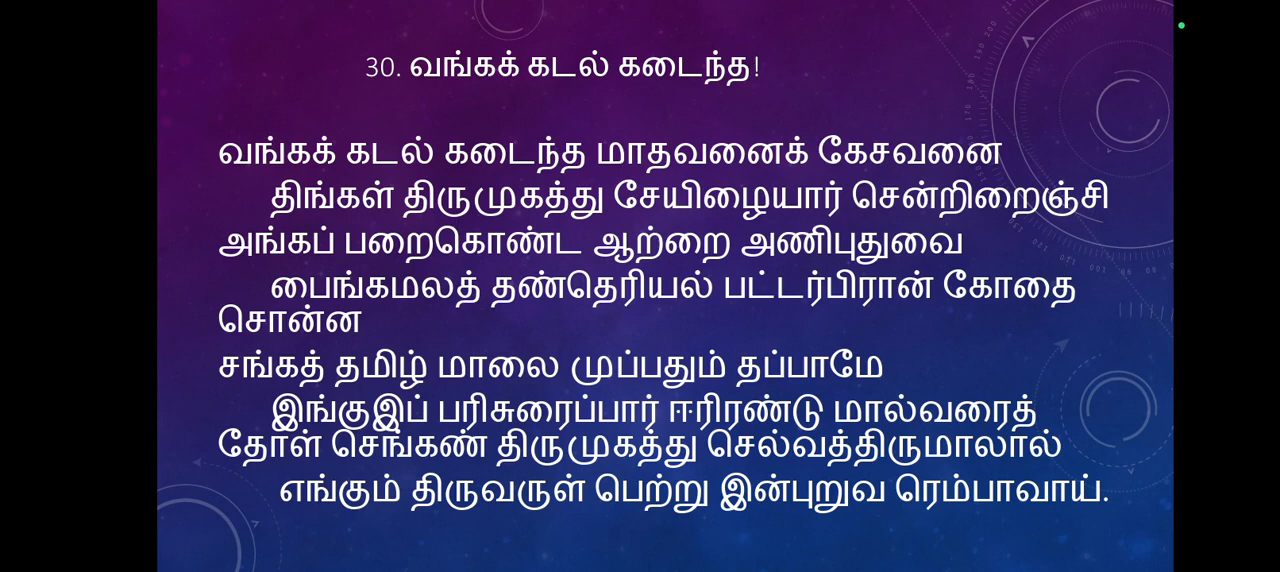 30. வங்கக் கடல் கடைந்த!
வங்கக் கடல் கடைந்த மாதவனைக் கேசவனை
திங்கள் திருமுகத்து சேயிழையார் சென்றிறைஞ்சி
அங்கப் பறைகொண்ட ஆற்றை அணிபுதுவை
பைங்கமலத் தண்தெரியல் பட்டர்பிரான் கோதை
சொன்ன
சங்கத் தமிழ் மாலை முப்பதும் தப்பாமே
இங்குஇப் பரிசுரைப்பார் ஈரிரண்டு மால்வரைத்
தோள் செங்கண் திருமுகத்து செல்வத்திருமாலால்
எங்கும் திருவருள் பெற்று இன்புறுவ ரெம்பாவாய்.